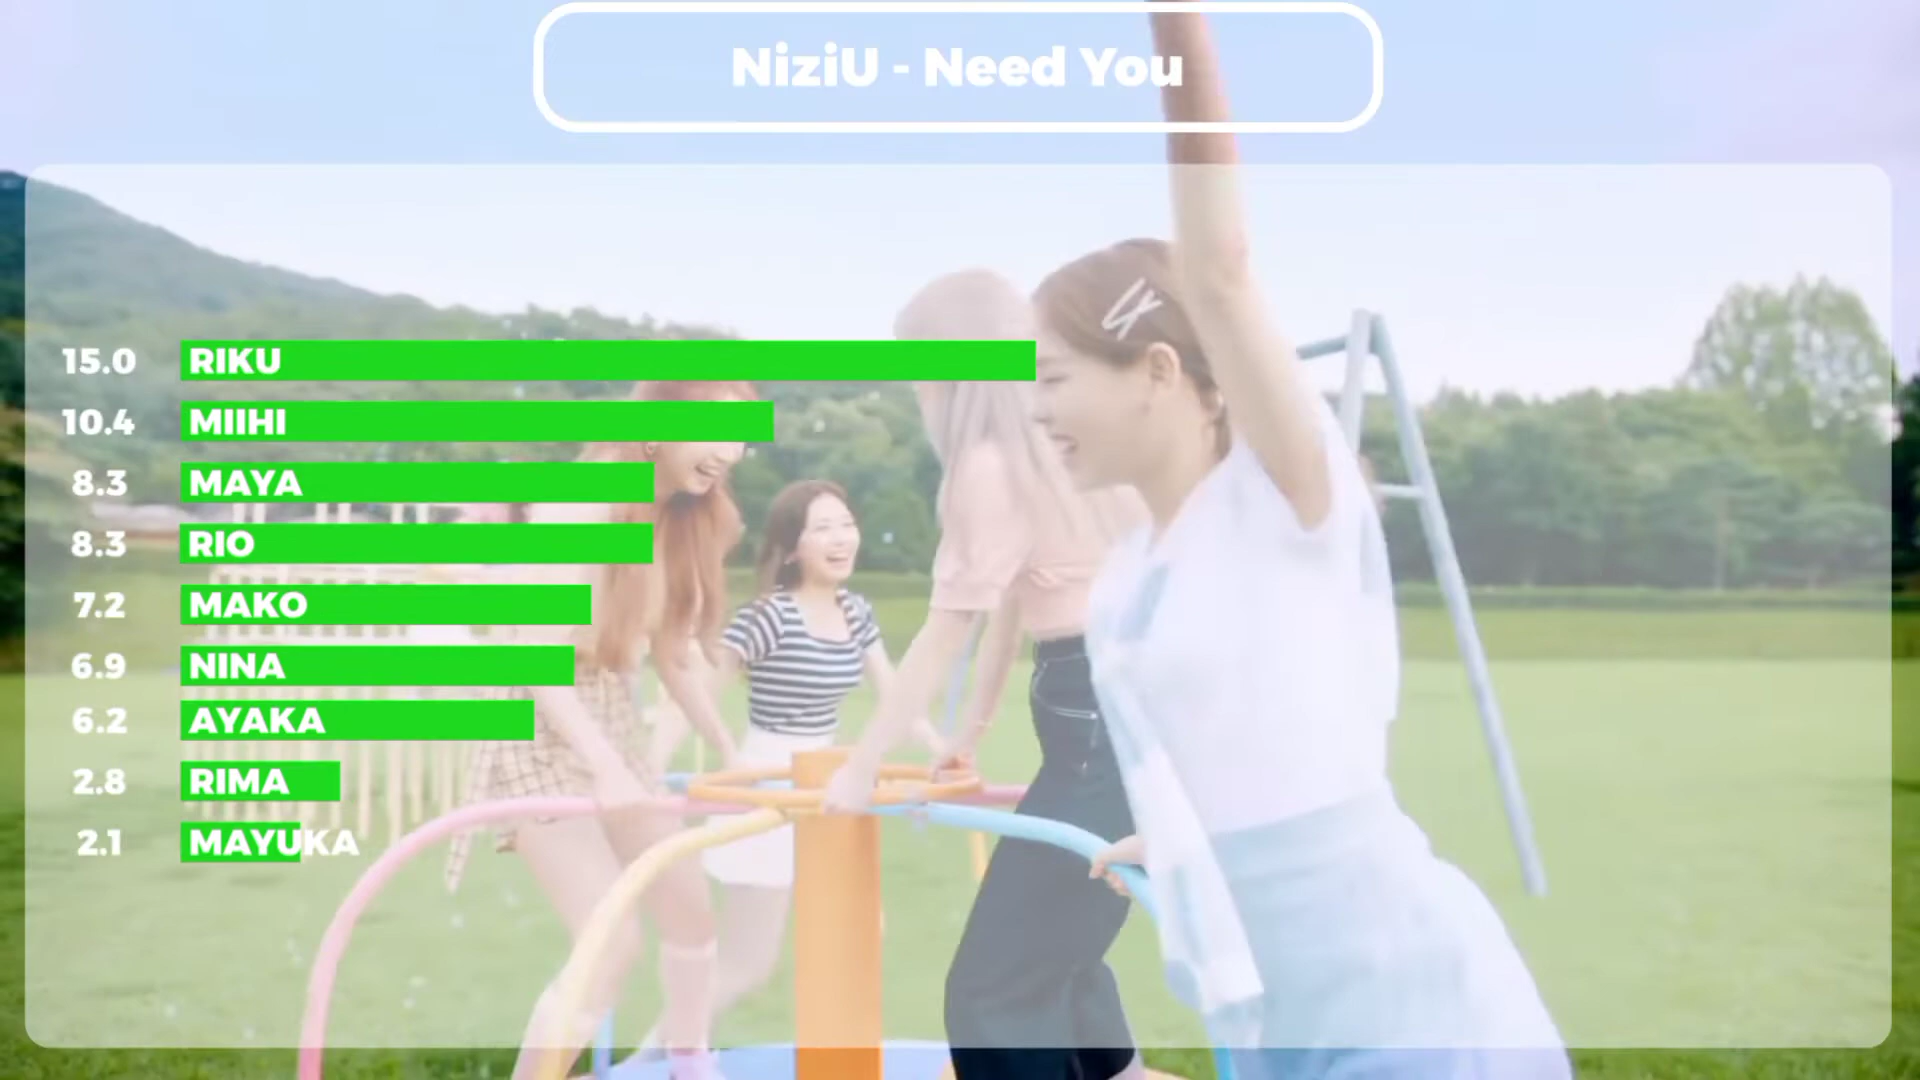 NiziU - Need You
15.0 RIKU
10.4 MIIHI
8.3 MAYA
8.3 RIO
7.2 MAKO
6.9 NINA
6.2 AYAKA
2.8 RIMA
2.1 MAYUKA